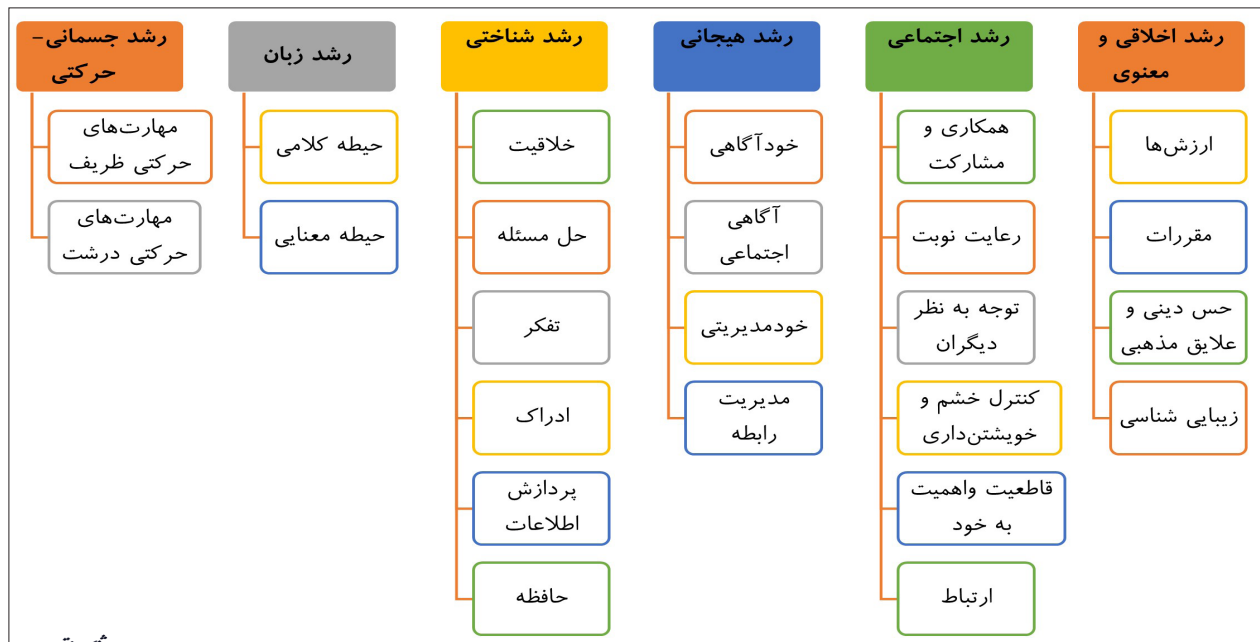 رشد اخلاقی و
معنوی
ارزش‌ها
مقررات
حس دینی و
علایق مذهبی
زیبایی شناسی
رشد اجتماعی
همکاری و
مشارکت
رعایت نوبت
توجه به نظر
دیگران
کنترل خشم و
خویشتن‌داری
قاطعیت واهمیت
به خود
ارتباط
رشد هیجانی
خودآگاهی
آگاهی
اجتماعی
خودمدیریتی
مدیریت
رابطه
رشد شناختی
خلاقیت
حل مسئله
تفکر
ادراک
پردازش
اطلاعات
حافظه
رشد زبان
حیطه کلامی
حیطه معنایی
رشد جسمانی–
حرکتی
مهارت‌های
حرکتی ظریف
مهارت‌های
حرکتی درشت